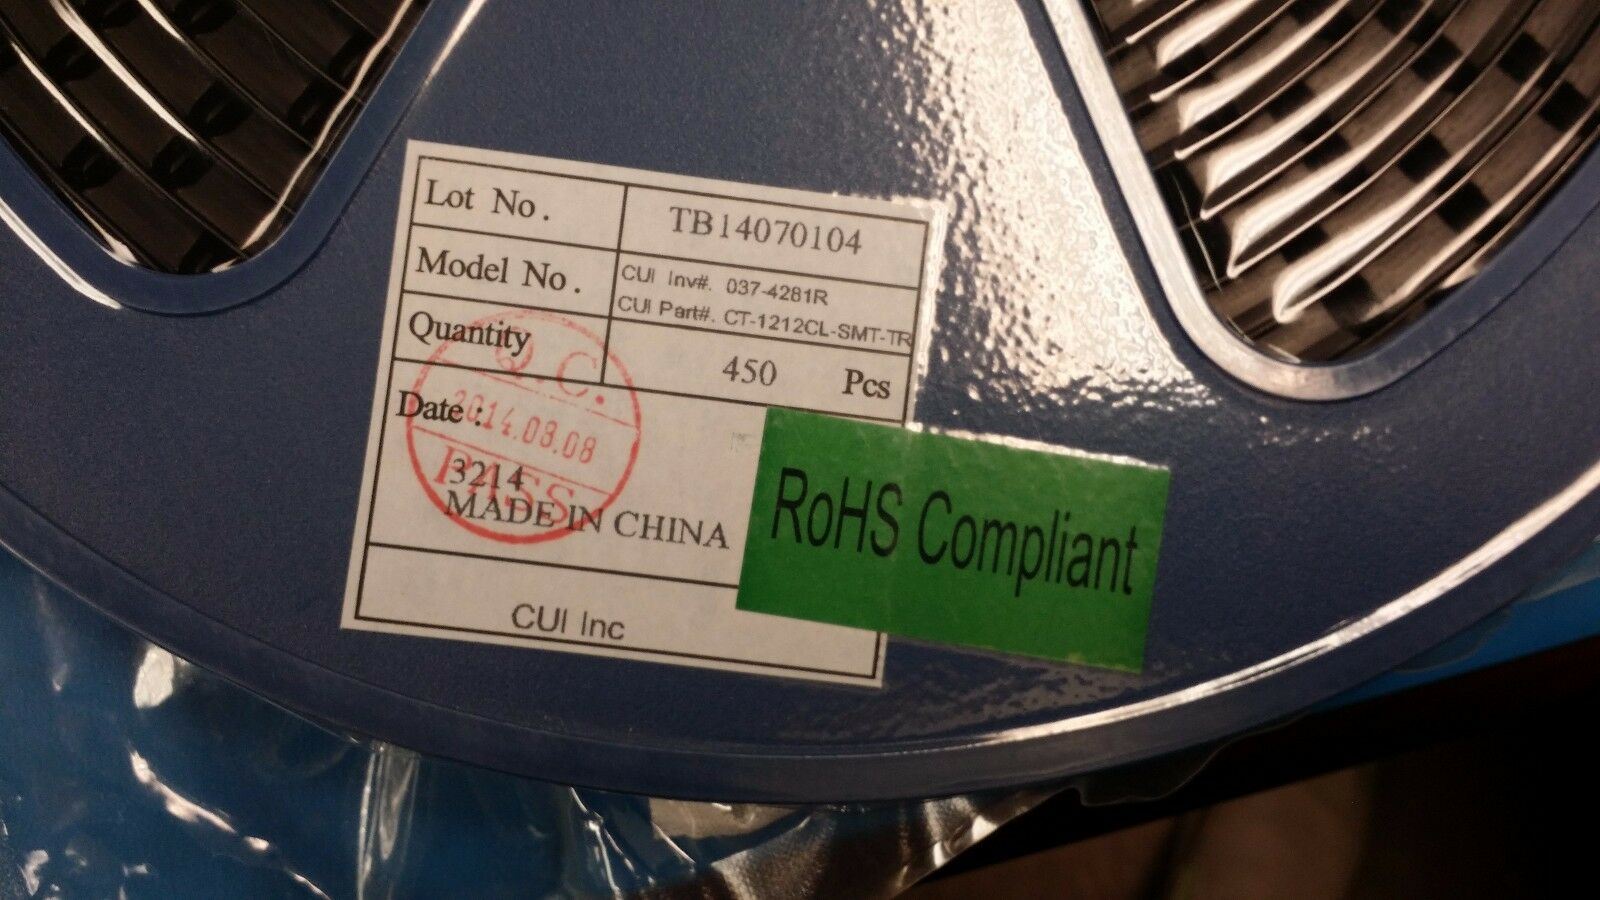 Lot No. TB14070104
Model No. CUI Inv#. 037-4281R
CUI Part#. CT-1212CL-SMT-TR
Quantity 450 Pcs
Q.C.
Date:
2014.08.08
PASS
3214
MADE IN CHINA
CUI Inc
RoHS Compliant